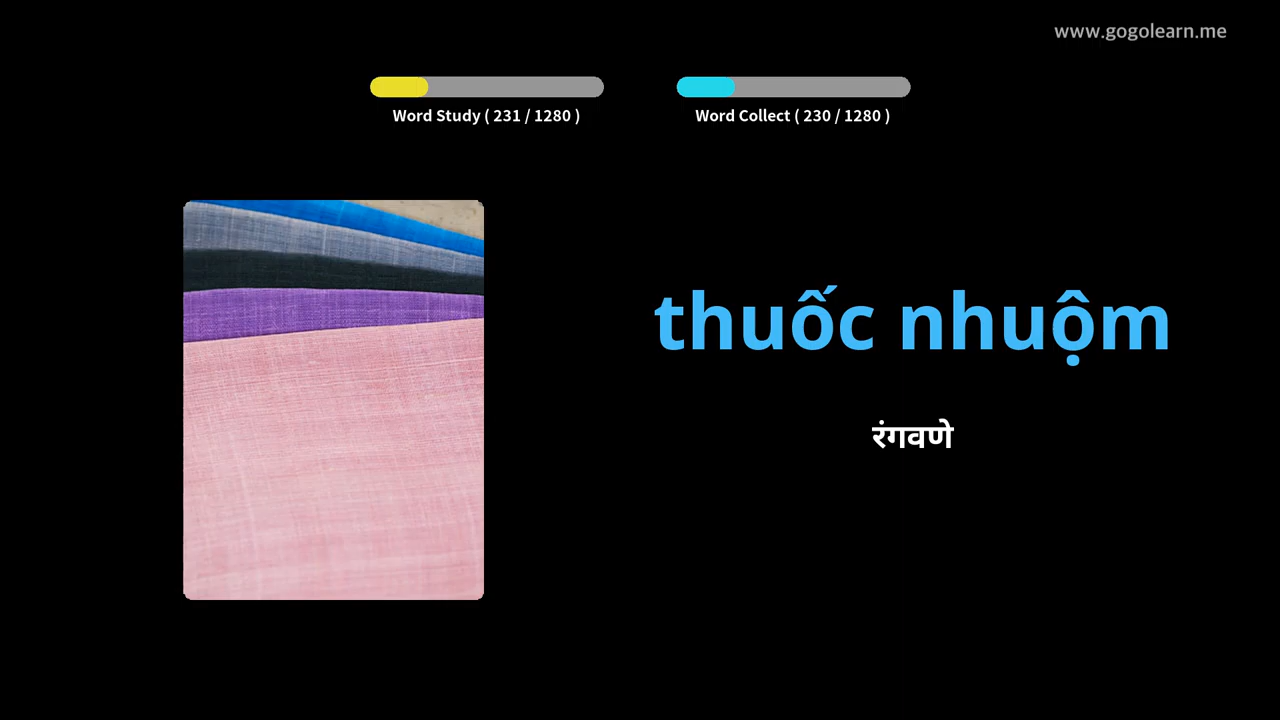 www.gogolearn.me
Word Study ( 231 / 1280 )
Word Collect ( 230 / 1280 )
thuốc nhuộm
रंगवणे